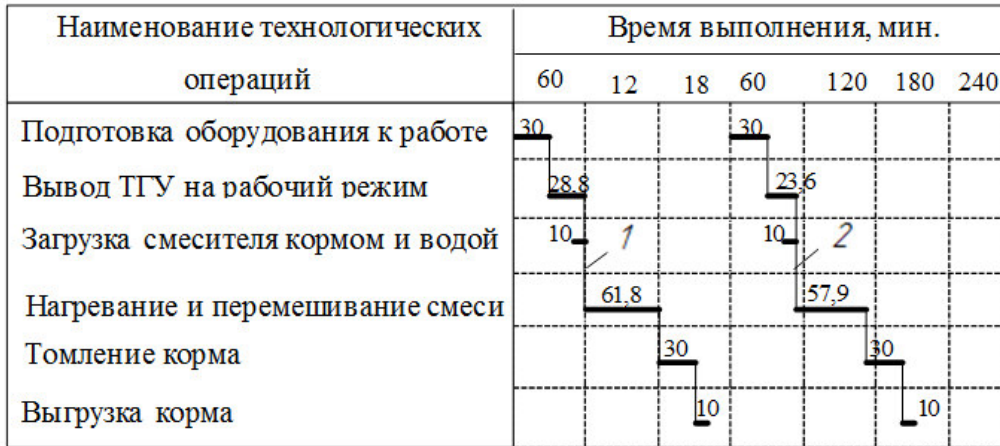 Наименование технологических
операций
Время выполнения, мин.
60 12 18 60 120 180 240
Подготовка оборудования к работе
30 30
Вывод ТГУ на рабочий режим
28,8 23,6
Загрузка смесителя кормом и водой
10 1 10 2
Нагревание и перемешивание смеси
61,8 57,9
Томление корма
30 30
Выгрузка корма
10 10